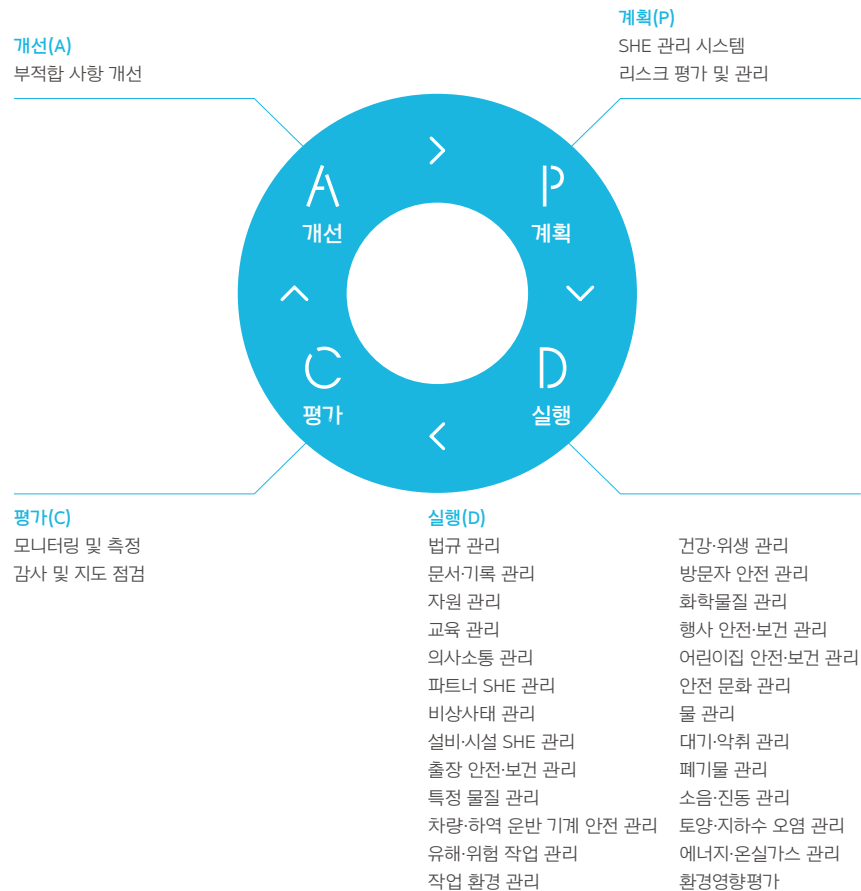 개선(A)
부적합 사항 개선
계획(P)
SHE 관리 시스템
리스크 평가 및 관리
A
개선
P
계획
C
평가
D
실행
평가(C)
모니터링 및 측정
감사 및 지도 점검
실행(D)
법규 관리
문서·기록 관리
자원 관리
교육 관리
의사소통 관리
파트너 SHE 관리
비상사태 관리
설비·시설 SHE 관리
출장 안전·보건 관리
특정 물질 관리
차량·하역 운반 기계 안전 관리
유해·위험 작업 관리
작업 환경 관리
건강·위생 관리
방문자 안전 관리
화학물질 관리
행사 안전·보건 관리
어린이집 안전·보건 관리
안전 문화 관리
물 관리
대기·악취 관리
폐기물 관리
소음·진동 관리
토양·지하수 오염 관리
에너지·온실가스 관리
환경영향평가